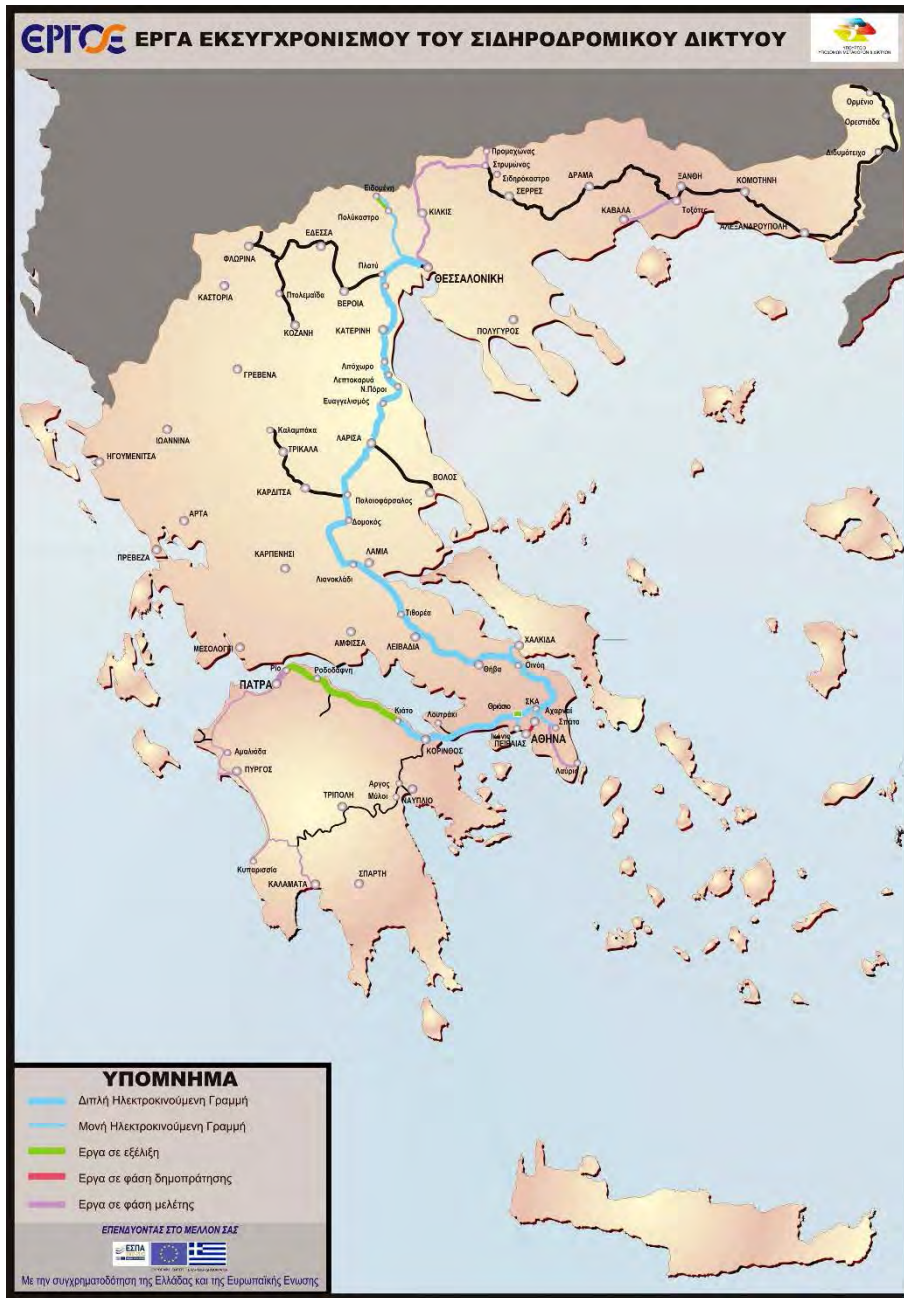 ΕΡΓΟΣΕ ΕΡΓΑ ΕΚΣΥΓΧΡΟΝΙΣΜΟΥ ΤΟΥ ΣΙΔΗΡΟΔΡΟΜΙΚΟΥ ΔΙΚΤΥΟΥ
Ορμένιο
Ορεστιάδα
Διδυμότειχο
Προμαχώνας
Στρυμώνας
Σιδηρόκαστρο
ΣΕΡΡΕΣ
ΔΡΑΜΑ
ΞΑΝΘΗ
ΚΟΜΟΤΗΝΗ
Ειδομένη
Πολύκαστρο
ΚΙΛΚΙΣ
ΚΑΒΑΛΑ
Τοξότες
ΑΛΕΞΑΝΔΡΟΥΠΟΛΗ
ΕΔΕΣΣΑ
ΦΛΩΡΙΝΑ
Πλατύ
ΘΕΣΣΑΛΟΝΙΚΗ
ΚΑΣΤΟΡΙΑ
Πτολεμαΐδα
ΒΕΡΟΙΑ
ΚΟΖΑΝΗ
ΚΑΤΕΡΙΝΗ
ΠΟΛΥΓΥΡΟΣ
ΓΡΕΒΕΝΑ
Λιτόχωρο
Λεπτοκαρυά
Ν.Πόροι
Ευαγγελισμός
ΙΩΑΝΝΙΝΑ
Καλαμπάκα
ΛΑΡΙΣΑ
ΗΓΟΥΜΕΝΙΤΣΑ
ΤΡΙΚΑΛΑ
ΚΑΡΔΙΤΣΑ
ΒΟΛΟΣ
Παλαιοφάρσαλος
ΑΡΤΑ
Δομοκός
ΠΡΕΒΕΖΑ
ΚΑΡΠΕΝΗΣΙ
ΛΑΜΙΑ
Λιανοκλάδι
Τιθορέα
ΑΜΦΙΣΣΑ
ΛΕΙΒΑΔΙΑ
ΧΑΛΚΙΔΑ
ΜΕΣΟΛΟΓΓΙ
Θήβα
Οινόη
Ρίο
Ροδοδάφνη
ΠΑΤΡΑ
Κιάτο
Λουτράκι
Θριάσιο
ΣΚΑ
Αχαρναί
Σπάτα
Ικόνιο
ΠΕΙΡΑΙΑΣ
ΑΘΗΝΑ
ΚΟΡΙΝΘΟΣ
Λαύριο
Αμαλιάδα
ΠΥΡΓΟΣ
Αργος
Μύλοι
ΝΑΥΠΛΙΟ
ΤΡΙΠΟΛΗ
Κυπαρισσία
ΚΑΛΑΜΑΤΑ
ΣΠΑΡΤΗ
ΥΠΟΜΝΗΜΑ
Διπλή Ηλεκτροκινούμενη Γραμμή
Μονή Ηλεκτροκινούμενη Γραμμή
Εργα σε εξέλιξη
Εργα σε φάση δημοπράτησης
Εργα σε φάση μελέτης
ΕΠΕΝΔΥΟΝΤΑΣ ΣΤΟ ΜΕΛΛΟΝ ΣΑΣ
ΕΣΠΑ
Με την συγχρηματοδότηση της Ελλάδας και της Ευρωπαϊκής Ενωσης